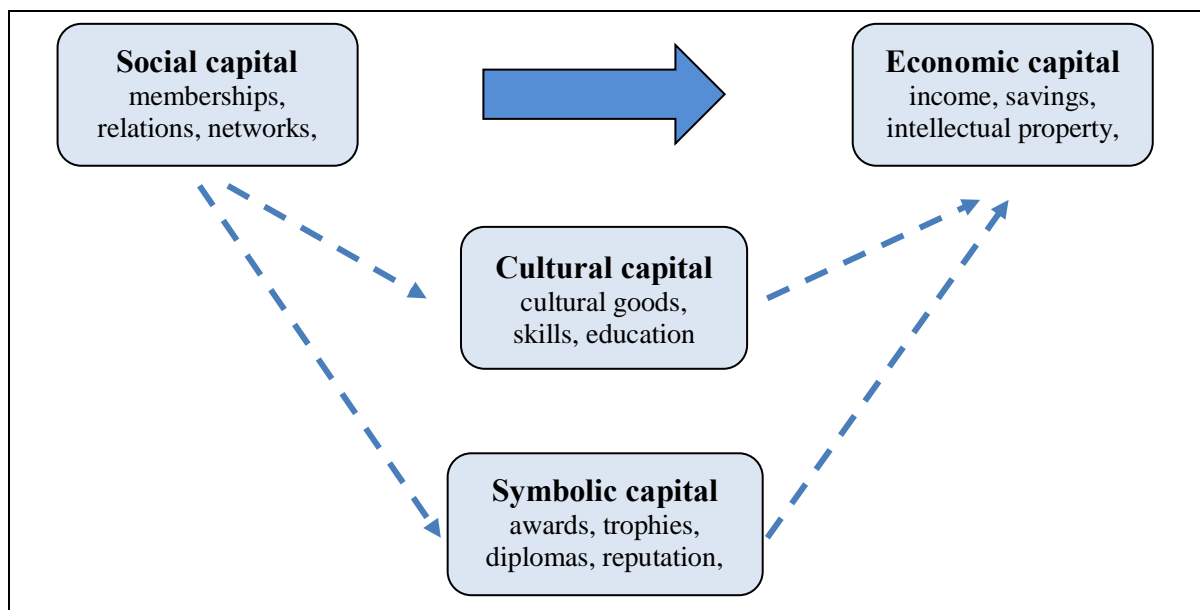 Social capital
memberships,
relations, networks,
Economic capital
income, savings,
intellectual property,
Cultural capital
cultural goods,
skills, education
Symbolic capital
awards, trophies,
diplomas, reputation,